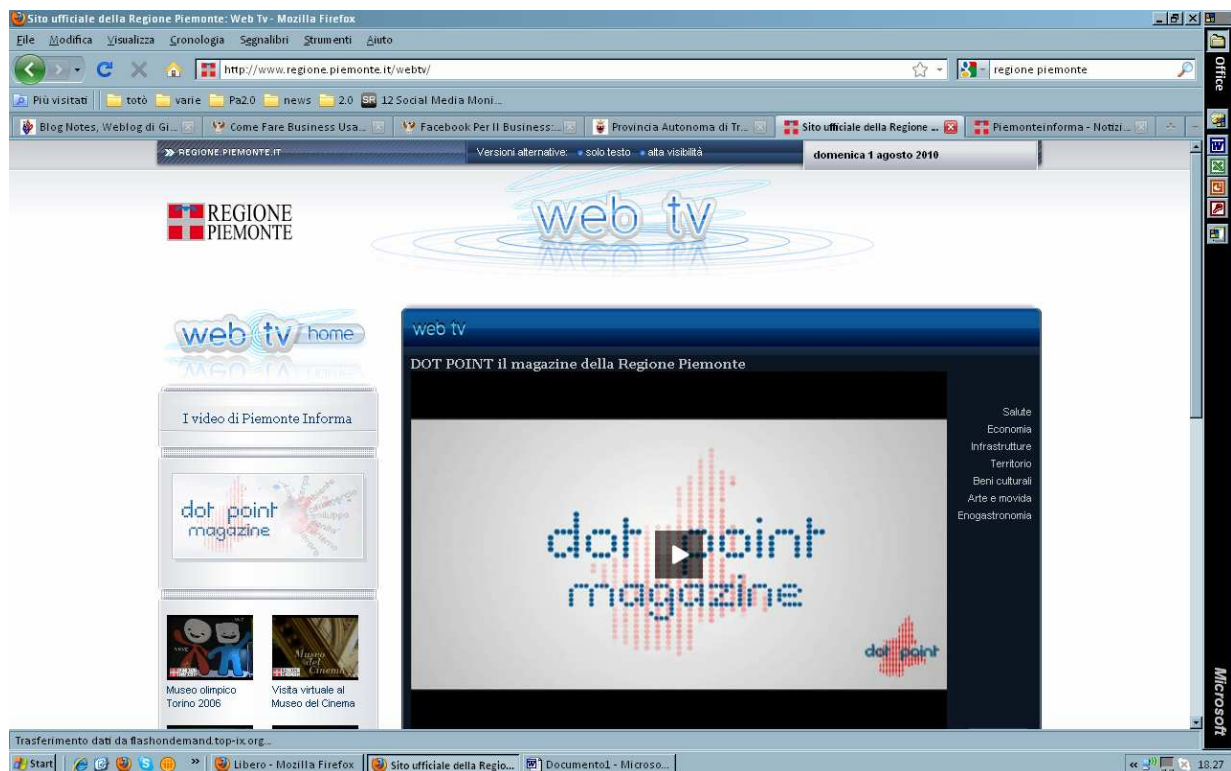 Sito ufficiale della Regione Piemonte: Web Tv - Mozilla Firefox
File Modifica Visualizza Cronologia Segnalibri Strumenti Aiuto
http://www.regione.piemonte.it/webtv/
regione piemonte
Più visitati totò varie Pa2.0 news 2.0 SR 12 Social Media Moni...
Blog Notes, Weblog di Gi... Come Fare Business Usa... Facebook Per Il Business:... Provincia Autonoma di Tr... Sito ufficiale della Regione ... Piemonteinforma - Notizi...
REGIONE.PIEMONTE.IT Versioni alternative: solo testo alta visibilità domenica 1 agosto 2010
REGIONE
PIEMONTE
web tv
web tv home
I video di Piemonte Informa
dot point
magazine
sviluppo
Museo
del
Cinema
Museo olimpico
Torino 2006
Visita virtuale al
Museo del Cinema
web tv
DOT POINT il magazine della Regione Piemonte
dot point
magazine
dot point
Salute
Economia
Infrastrutture
Territorio
Beni culturali
Arte e movida
Enogastronomia
Office
Microsoft
Trasferimento dati da flashondemand.top-ix.org...
Start Libero - Mozilla Firefox Sito ufficiale della Regio... Documento1 - Microso... 18.27